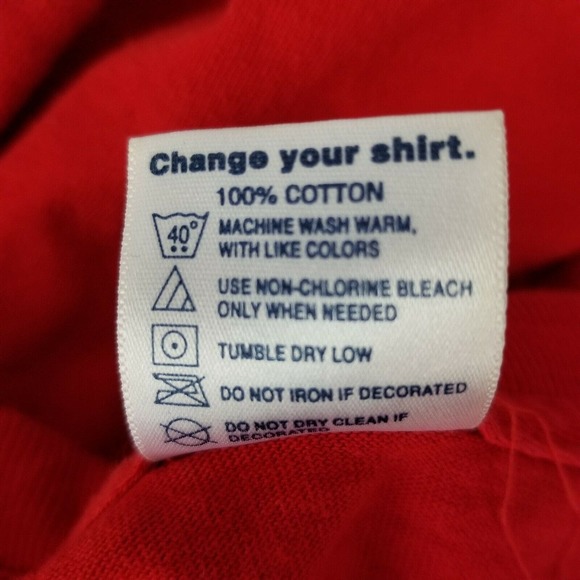 Change your shirt.
100% COTTON
40°
MACHINE WASH WARM,
WITH LIKE COLORS
USE NON-CHLORINE BLEACH
ONLY WHEN NEEDED
TUMBLE DRY LOW
DO NOT IRON IF DECORATED
DO NOT DRY CLEAN IF
DECORATED